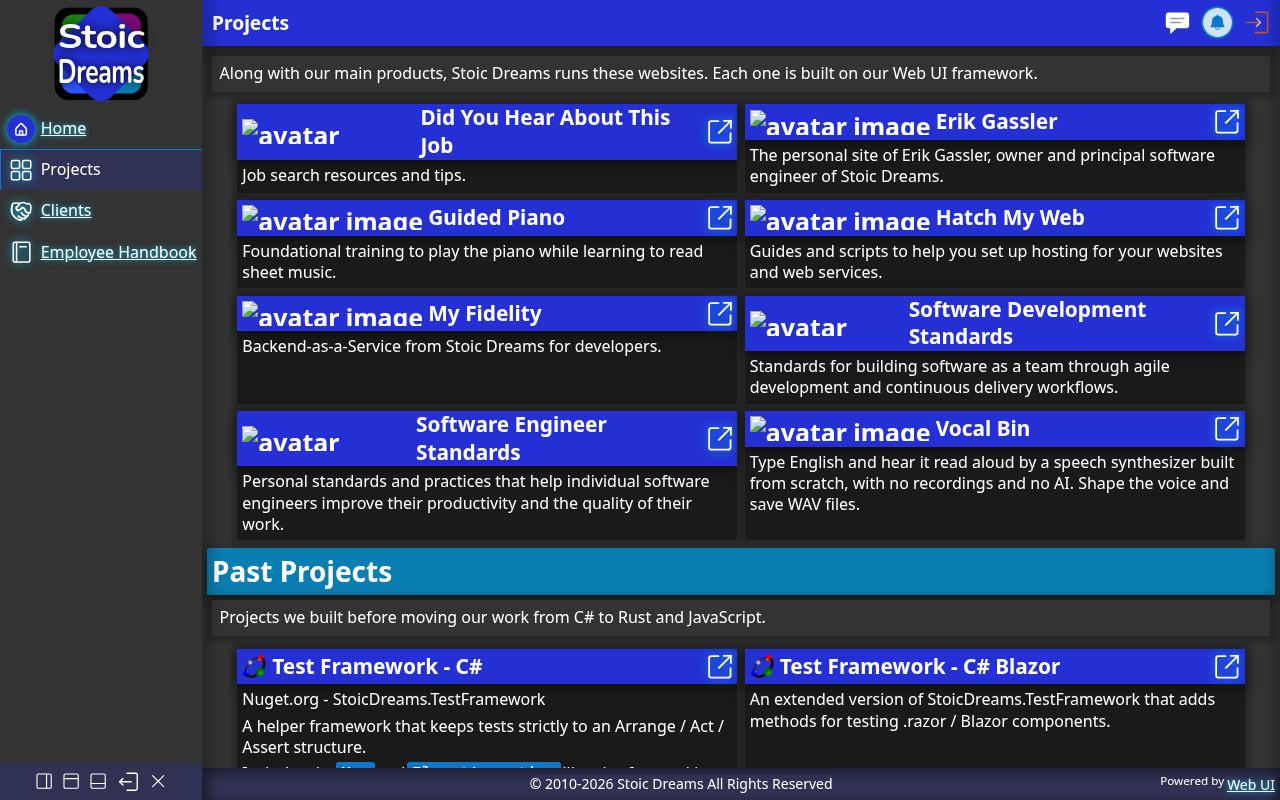 Stoic
Dreams
Home
Projects
Clients
Employee Handbook
Projects
Along with our main products, Stoic Dreams runs these websites. Each one is built on our Web UI framework.
avatar
Did You Hear About This
Job
Job search resources and tips.
avatar image Erik Gassler
The personal site of Erik Gassler, owner and principal software
engineer of Stoic Dreams.
avatar image Guided Piano
Foundational training to play the piano while learning to read
sheet music.
avatar image Hatch My Web
Guides and scripts to help you set up hosting for your websites
and web services.
avatar image My Fidelity
Backend-as-a-Service from Stoic Dreams for developers.
avatar
Software Development
Standards
Standards for building software as a team through agile
development and continuous delivery workflows.
avatar
Software Engineer
Standards
Personal standards and practices that help individual software
engineers improve their productivity and the quality of their
work.
avatar image Vocal Bin
Type English and hear it read aloud by a speech synthesizer built
from scratch, with no recordings and no AI. Shape the voice and
save WAV files.
Past Projects
Projects we built before moving our work from C# to Rust and JavaScript.
Test Framework - C#
Nuget.org - StoicDreams.TestFramework
A helper framework that keeps tests strictly to an Arrange / Act /
Assert structure.
Test Framework - C# Blazor
An extended version of StoicDreams.TestFramework that adds
methods for testing .razor / Blazor components.
© 2010-2026 Stoic Dreams All Rights Reserved
Powered by Web UI